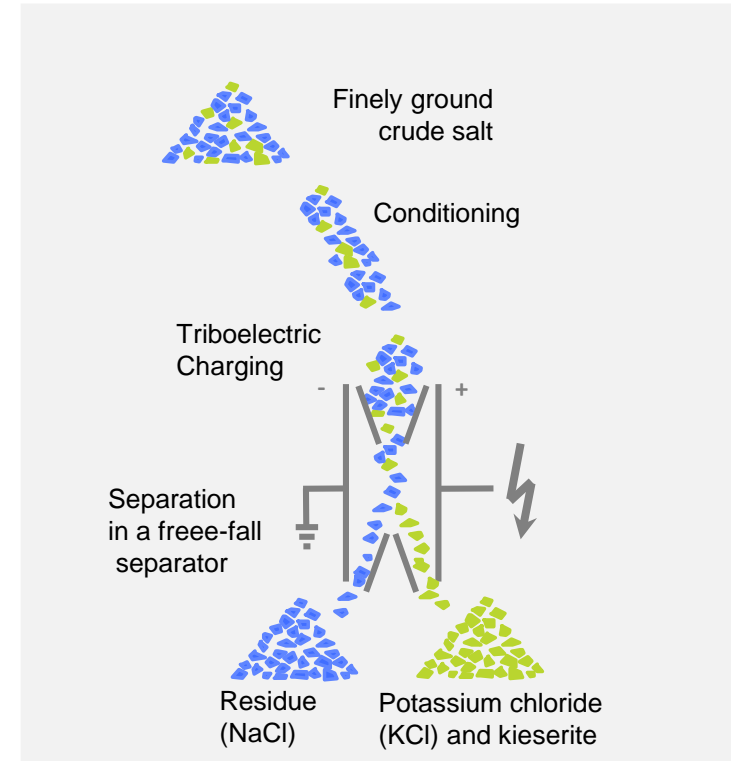 Finely ground
crude salt
Conditioning
Triboelectric
Charging
- +
Separation
in a freee-fall
separator
Residue
(NaCl)
Potassium chloride
(KCl) and kieserite